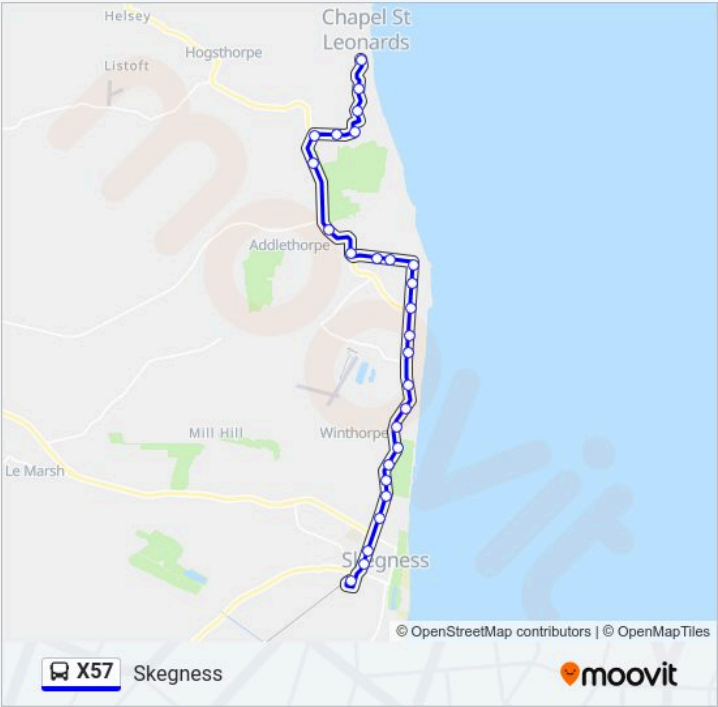 Chapel St
Leonards
Helsey
Hogsthorpe
Listoft
Addlethorpe
Mill Hill
Winthorpe
Le Marsh
Skegness
© OpenStreetMap contributors | © OpenMapTiles
X57 Skegness
moovit
moovit